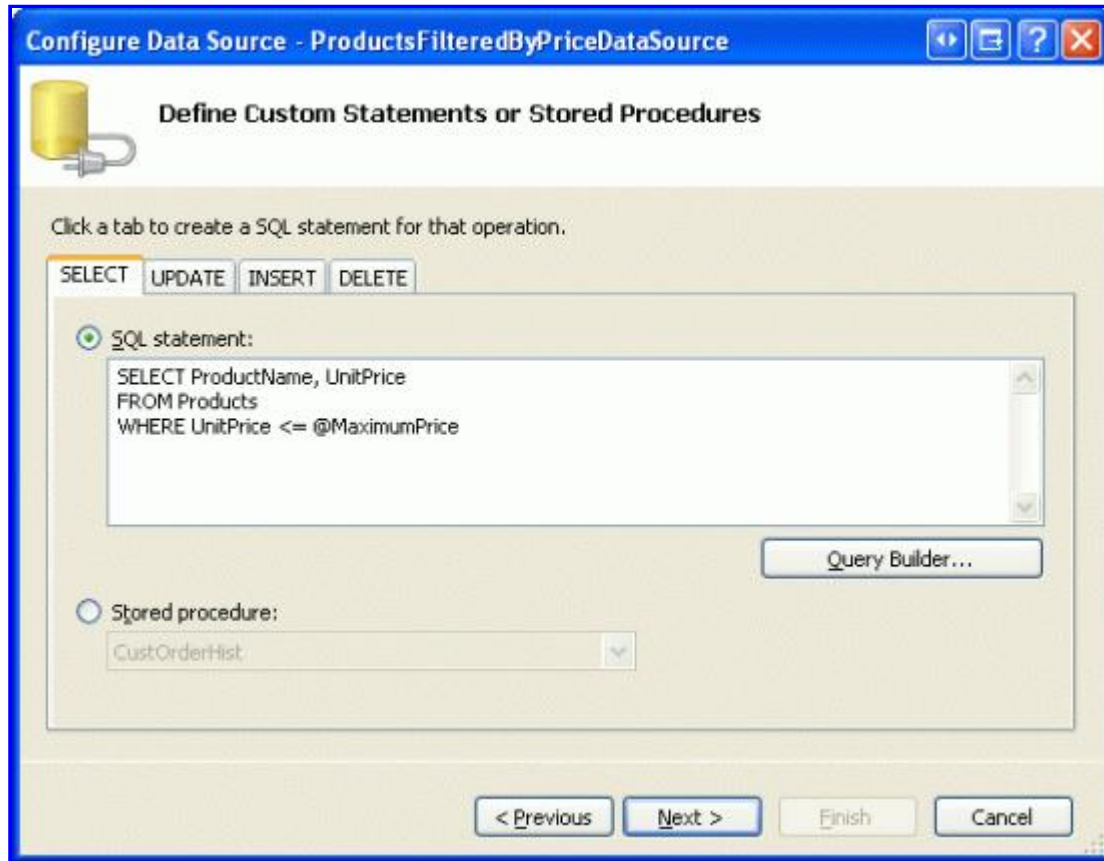 Configure Data Source - ProductsFilteredByPriceDataSource
Define Custom Statements or Stored Procedures
Click a tab to create a SQL statement for that operation.
SELECT UPDATE INSERT DELETE
SQL statement:
SELECT ProductName, UnitPrice
FROM Products
WHERE UnitPrice <= @MaximumPrice
Query Builder...
Stored procedure:
CustOrderHist
< Previous Next > Finish Cancel